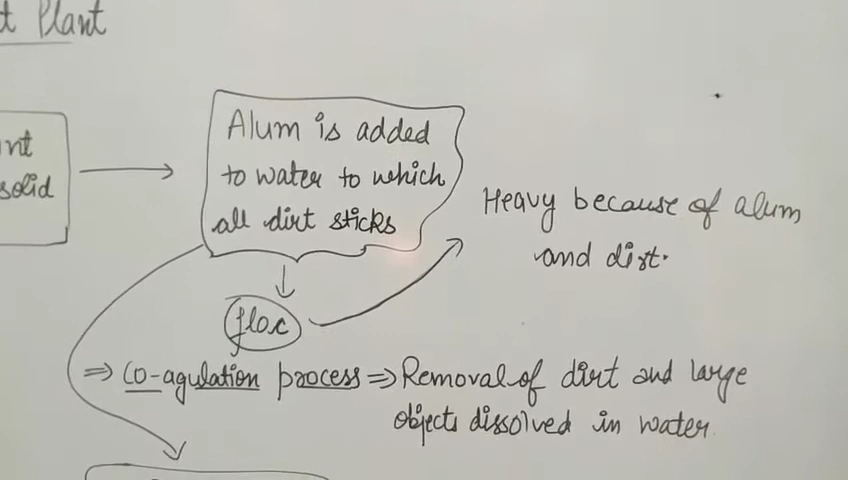 t Plant
solid
Alum is added
to water to which
all dirt sticks
Heavy because of alum
and dirt.
floc
⇒ Co-agulation process ⇒ Removal of dirt and large
objects dissolved in water